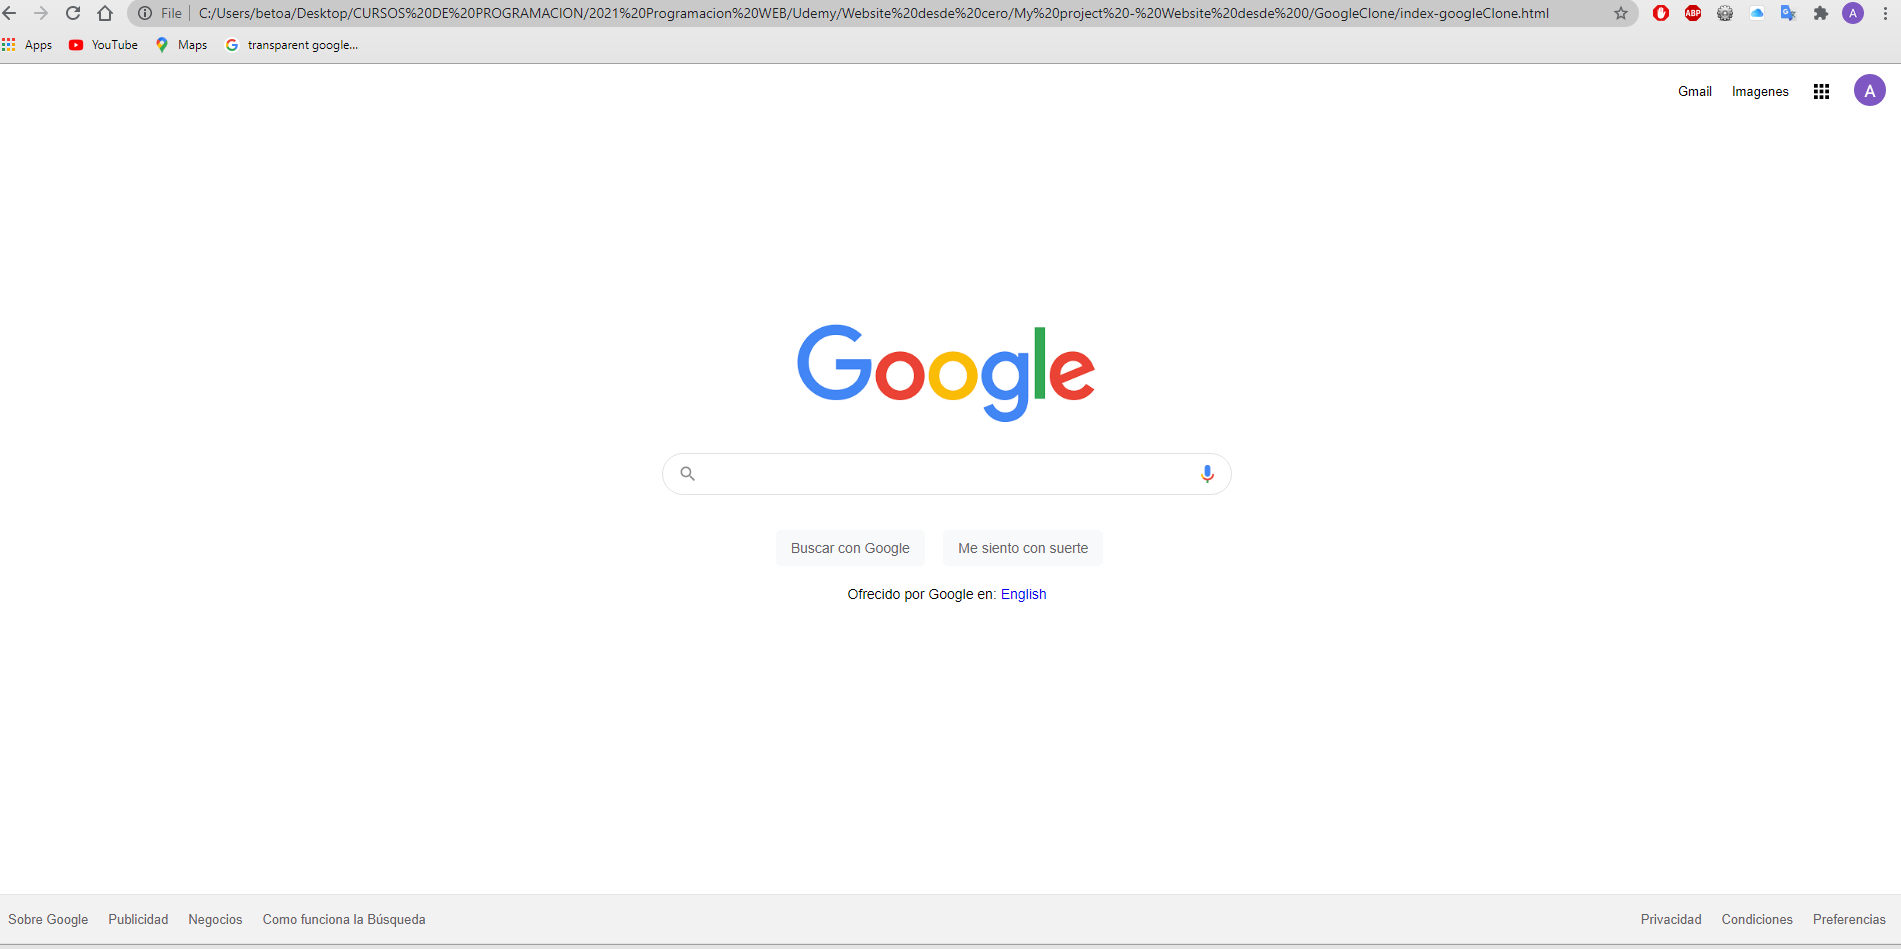 File | C:/Users/betoa/Desktop/CURSOS%20DE%20PROGRAMACION/2021%20Programacion%20WEB/Udemy/Website%20desde%20cero/My%20project%20-%20Website%20desde%200/GoogleClone/index-googleClone.html ABP A
Apps YouTube Maps G transparent google...
Gmail Imagenes A
Google
Buscar con Google Me siento con suerte
Ofrecido por Google en: English
Sobre Google Publicidad Negocios Como funciona la Búsqueda Privacidad Condiciones Preferencias